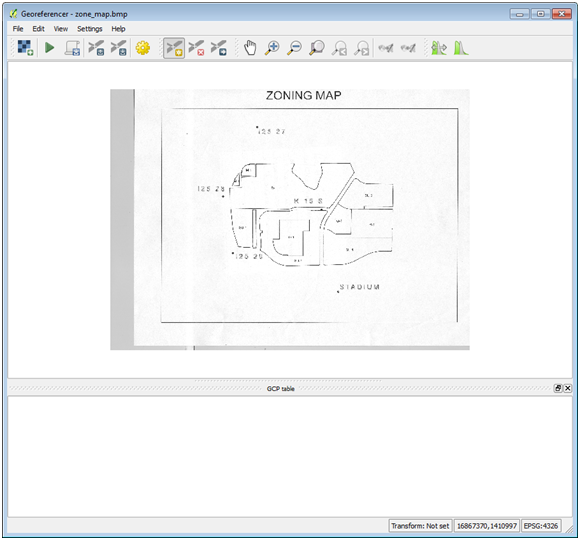 Georeferencer - zone_map.bmp
File Edit View Settings Help
ZONING MAP
125 27
125 28
K 15 S
125 29
STADIUM
GCP table
Transform: Not set 16867370,1410997 EPSG:4326